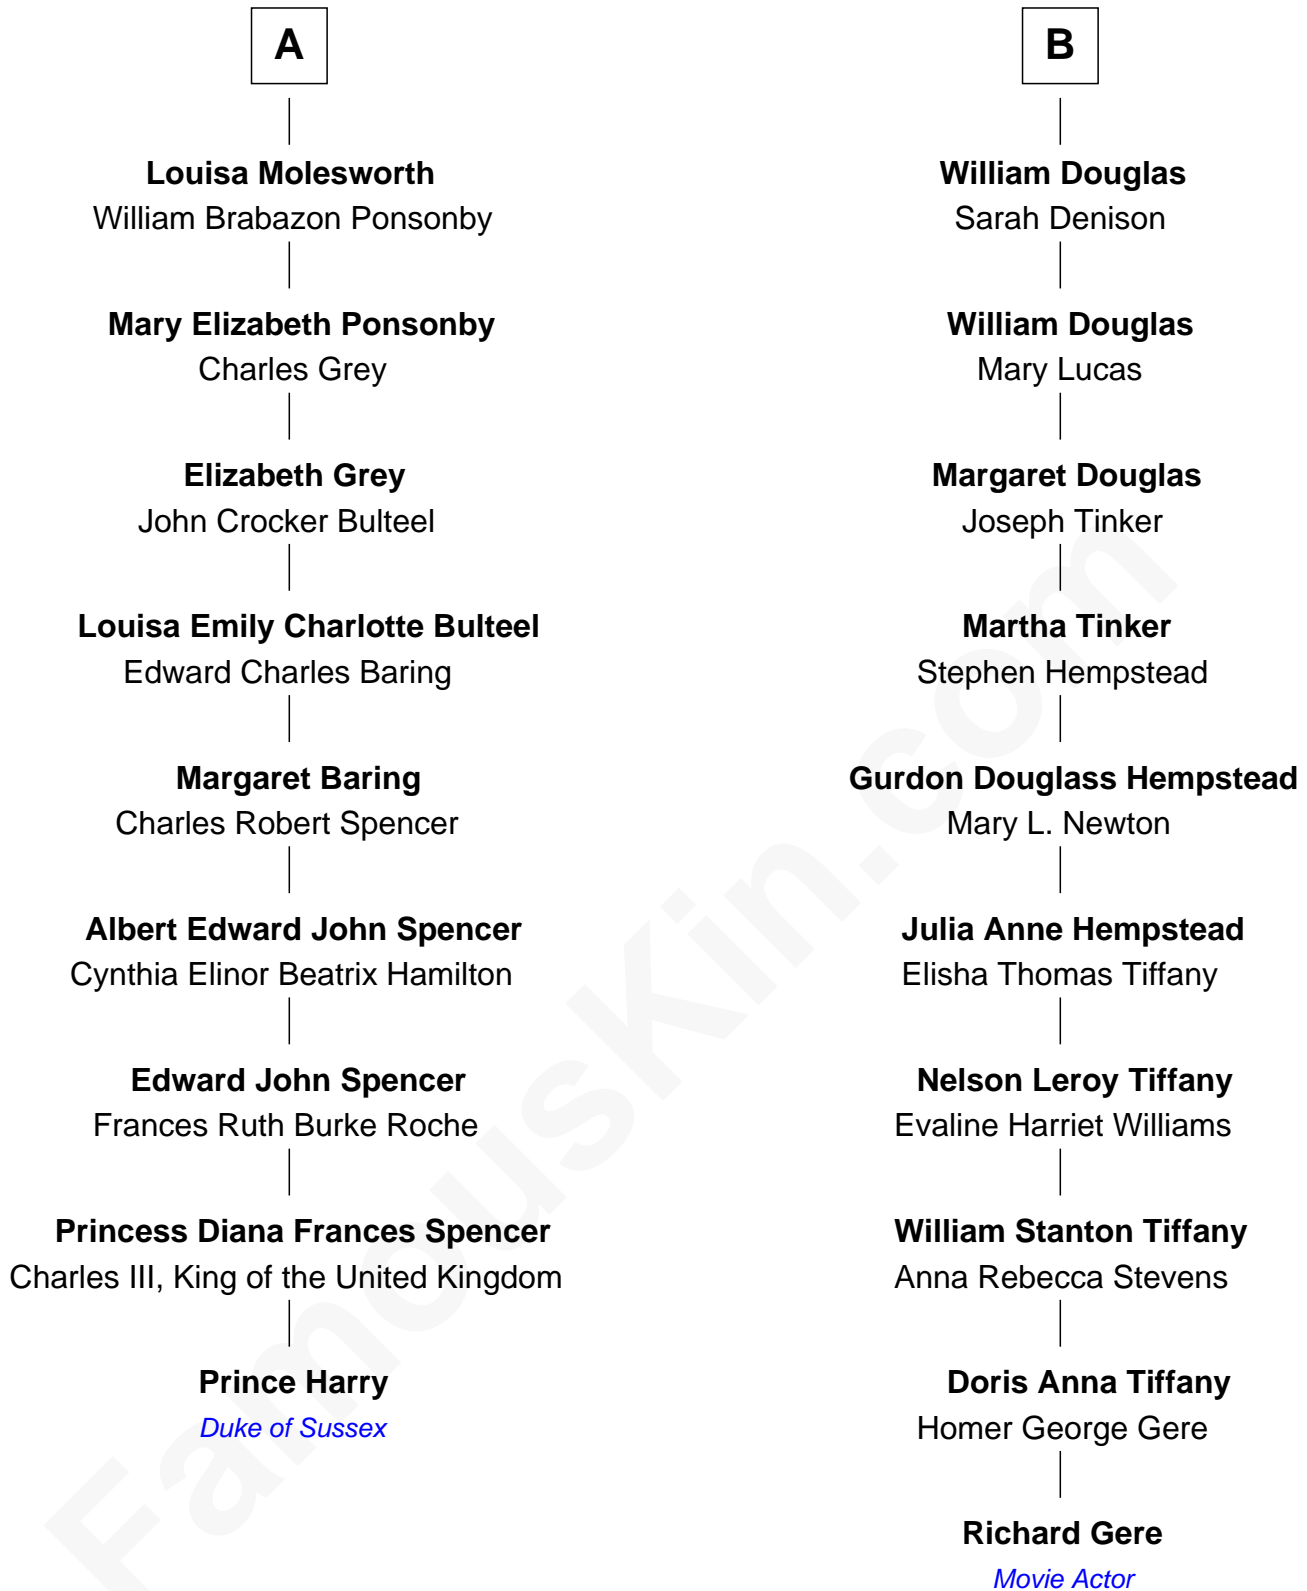 A
Louisa Molesworth
William Brabazon Ponsonby
Mary Elizabeth Ponsonby
Charles Grey
Elizabeth Grey
John Crocker Bulteel
Louisa Emily Charlotte Bulteel
Edward Charles Baring
Margaret Baring
Charles Robert Spencer
Albert Edward John Spencer
Cynthia Elinor Beatrix Hamilton
Edward John Spencer
Frances Ruth Burke Roche
Princess Diana Frances Spencer
Charles III, King of the United Kingdom
Prince Harry
Duke of Sussex
B
William Douglas
Sarah Denison
William Douglas
Mary Lucas
Margaret Douglas
Joseph Tinker
Martha Tinker
Stephen Hempstead
Gurdon Douglass Hempstead
Mary L. Newton
Julia Anne Hempstead
Elisha Thomas Tiffany
Nelson Leroy Tiffany
Evaline Harriet Williams
William Stanton Tiffany
Anna Rebecca Stevens
Doris Anna Tiffany
Homer George Gere
Richard Gere
Movie Actor
FamousKin.com